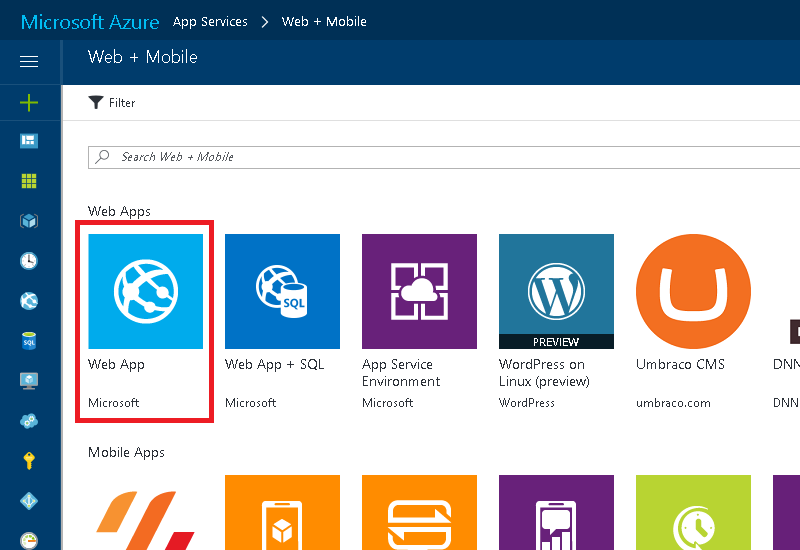 Microsoft Azure App Services > Web + Mobile
Web + Mobile
Filter
Search Web + Mobile
Web Apps
SQL
PREVIEW
Web App
Web App + SQL
App Service
Environment
WordPress on
Linux (preview)
Umbraco CMS
DNN
Microsoft
Microsoft
Microsoft
WordPress
umbraco.com
DNN
Mobile Apps
SQL